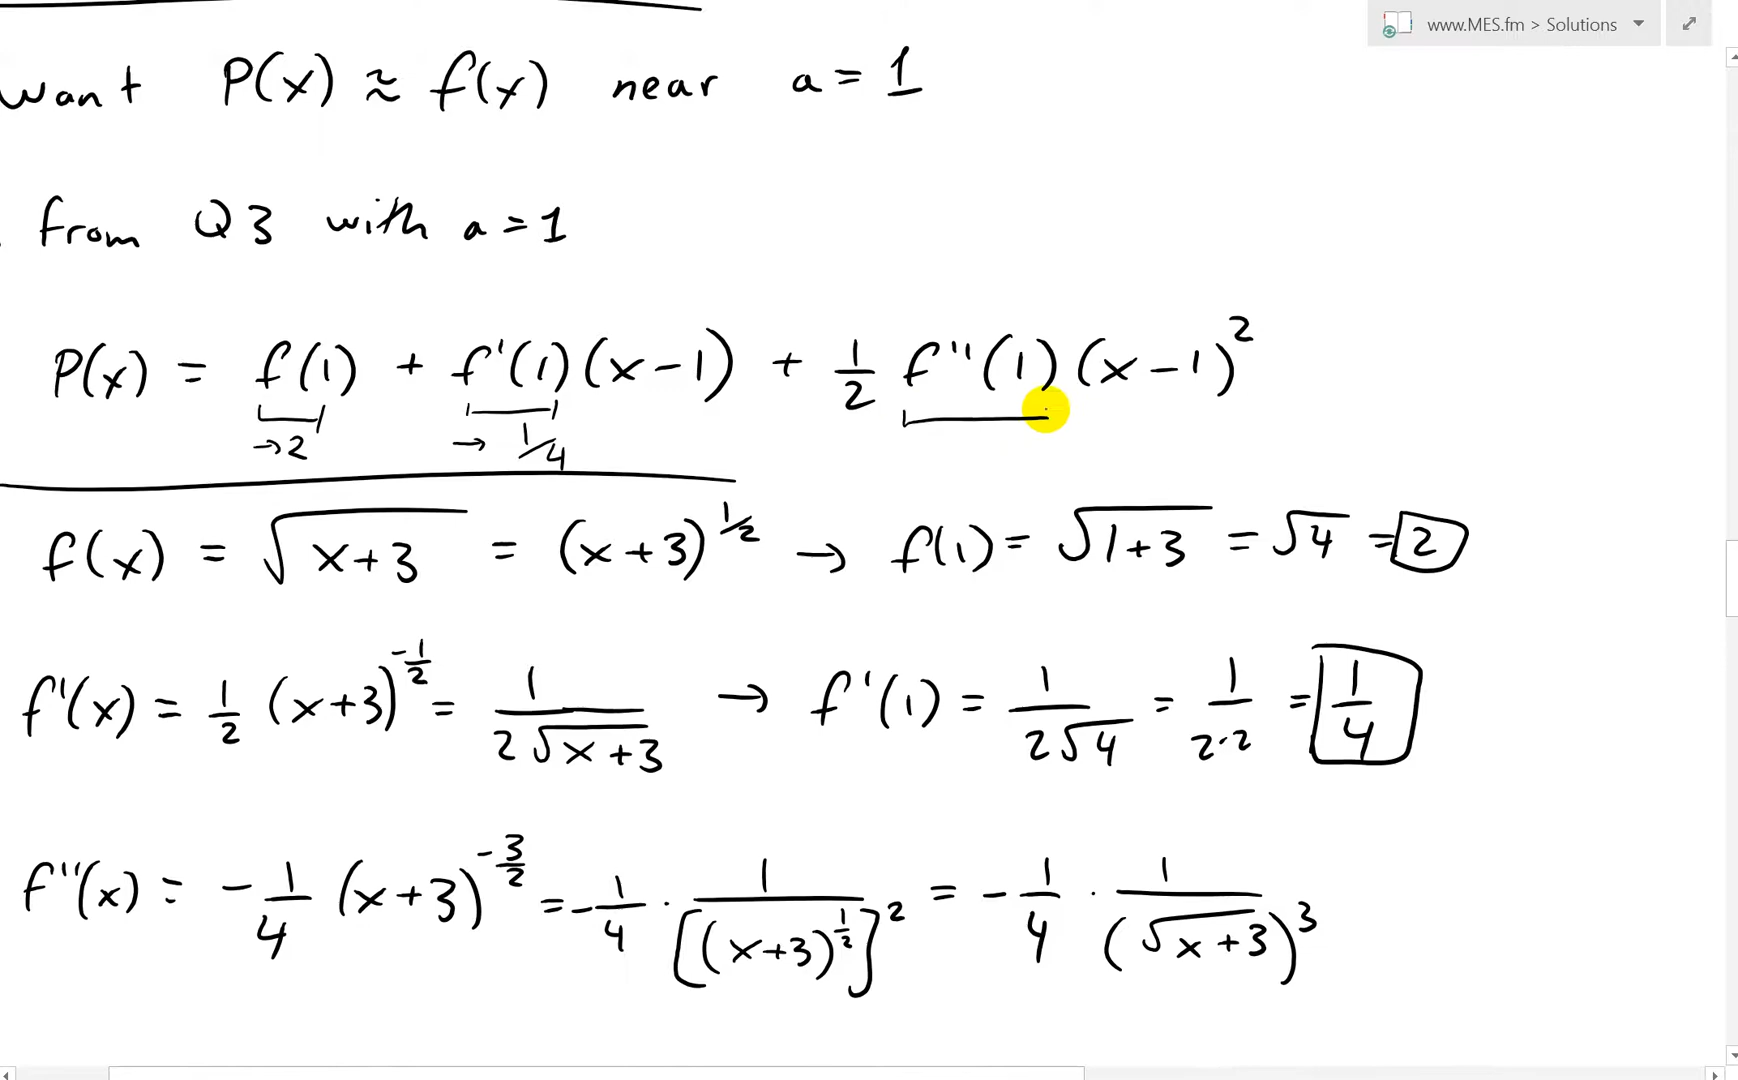 www.MES.fm > Solutions
want P(x) ≈ f(x) near a = 1
from Q3 with a = 1
P(x) = f(1) + f'(1)(x-1) + 1/2 f''(1)(x-1)^2
→2 → 1/4
f(x) = √(x+3) = (x+3)^(1/2) → f(1) = √(1+3) = √4 = 2
f'(x) = 1/2 (x+3)^(-1/2) = 1/(2√(x+3)) → f'(1) = 1/(2√4) = 1/(2·2) = 1/4
f''(x) = -1/4 (x+3)^(-3/2) = -1/4 · 1/[(x+3)^(1/2)]^2 = -1/4 · 1/(√(x+3))^3